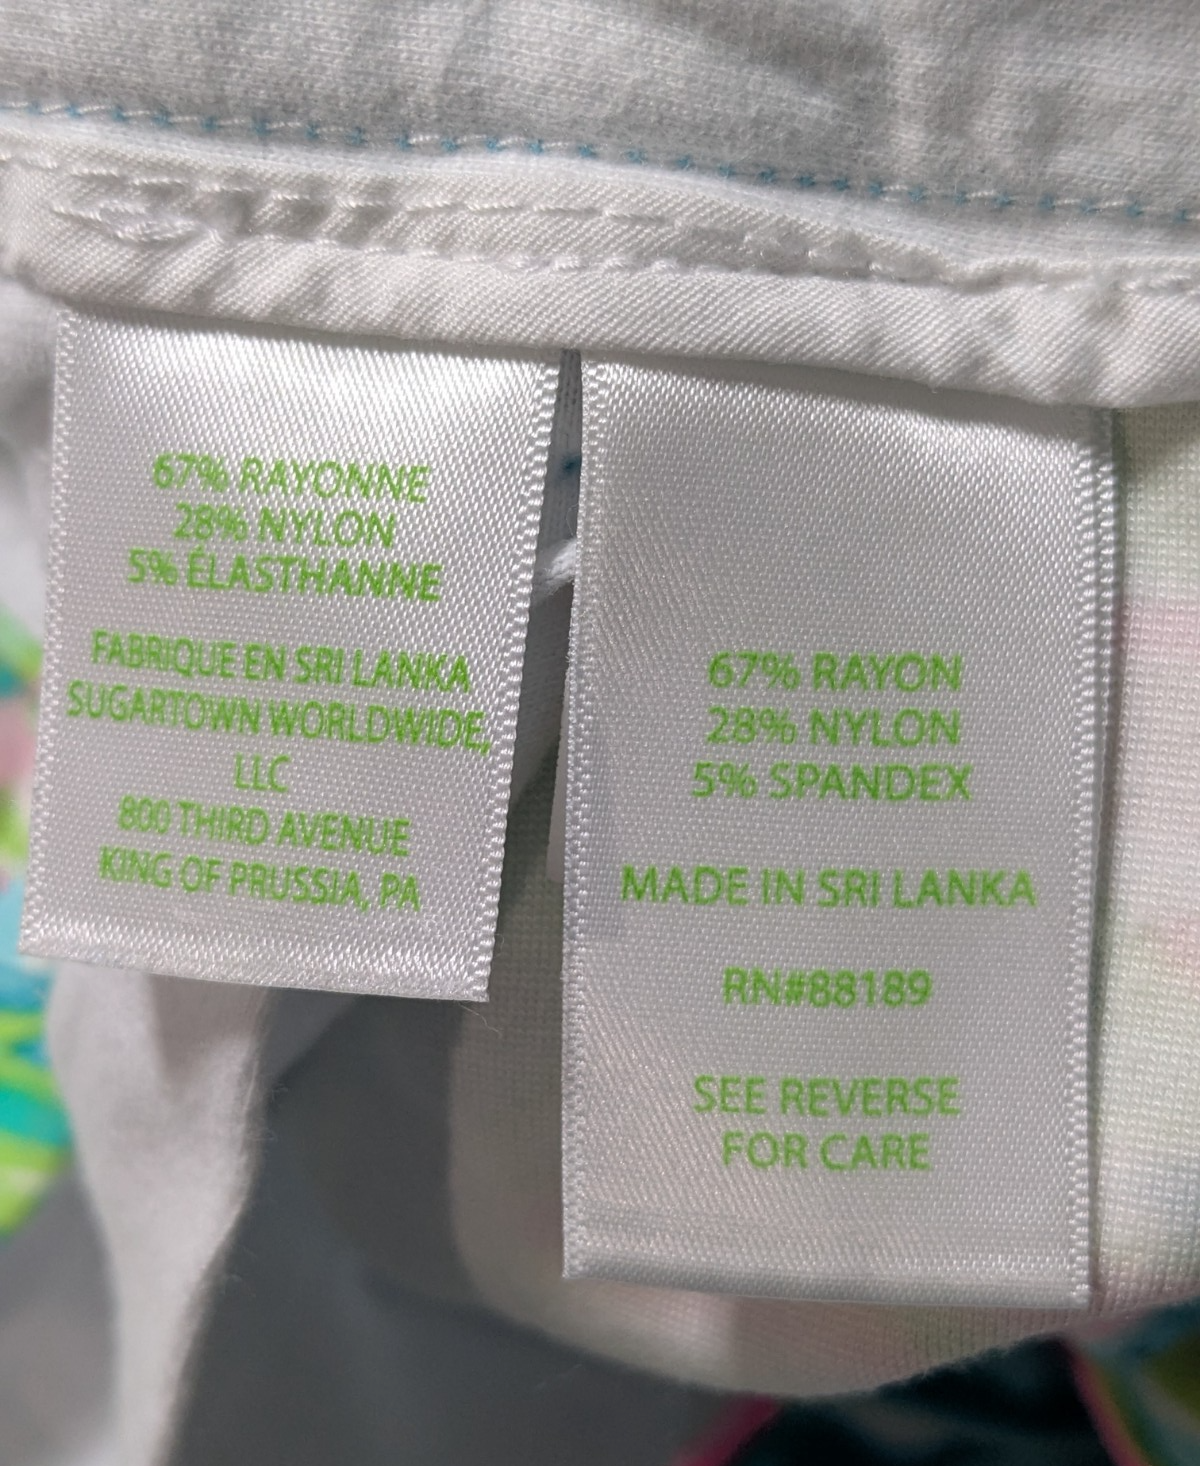 67% RAYONNE
28% NYLON
5% ÉLASTHANNE
FABRIQUE EN SRI LANKA
SUGARTOWN WORLDWIDE,
LLC
800 THIRD AVENUE
KING OF PRUSSIA, PA
67% RAYON
28% NYLON
5% SPANDEX
MADE IN SRI LANKA
RN#88189
SEE REVERSE
FOR CARE